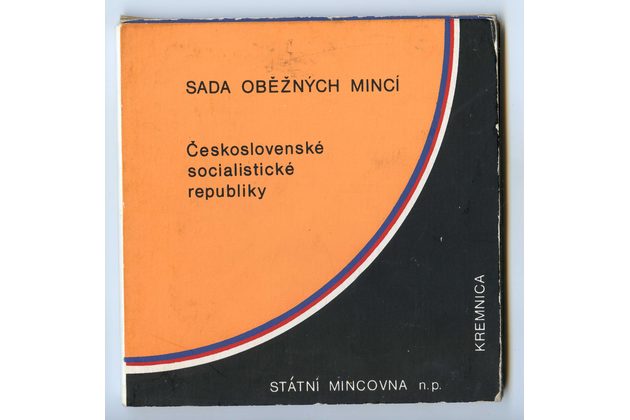 SADA OBĚŽNÝCH MINCÍ
Československé
socialistické
republiky
KREMNICA
STÁTNÍ MINCOVNA n.p.